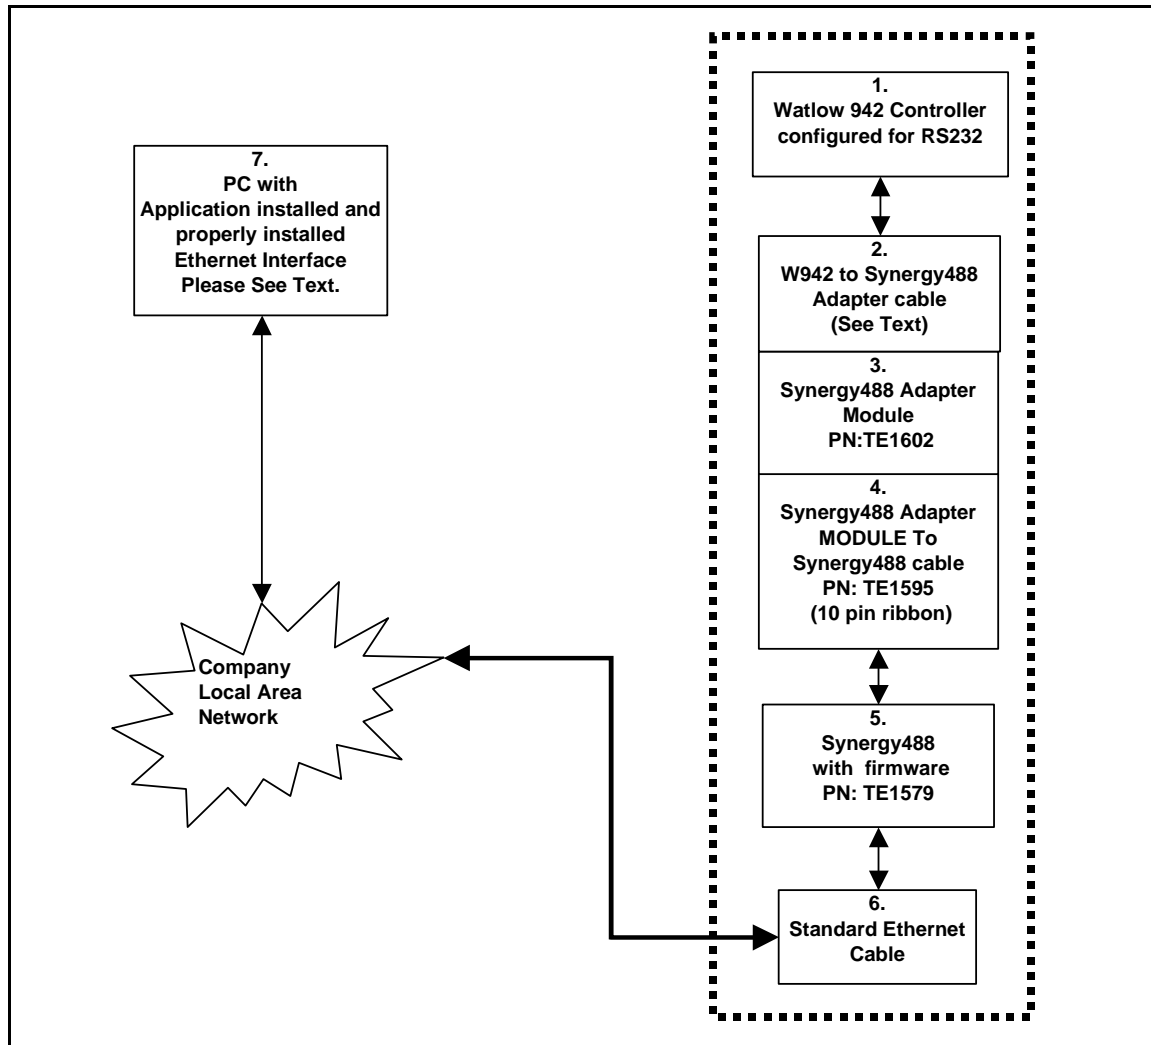 1.
Watlow 942 Controller
configured for RS232
7.
PC with
Application installed and
properly installed
Ethernet Interface
Please See Text.
2.
W942 to Synergy488
Adapter cable
(See Text)
3.
Synergy488 Adapter
Module
PN:TE1602
4.
Synergy488 Adapter
MODULE To
Synergy488 cable
PN: TE1595
(10 pin ribbon)
Company
Local Area
Network
5.
Synergy488
with firmware
PN: TE1579
6.
Standard Ethernet
Cable